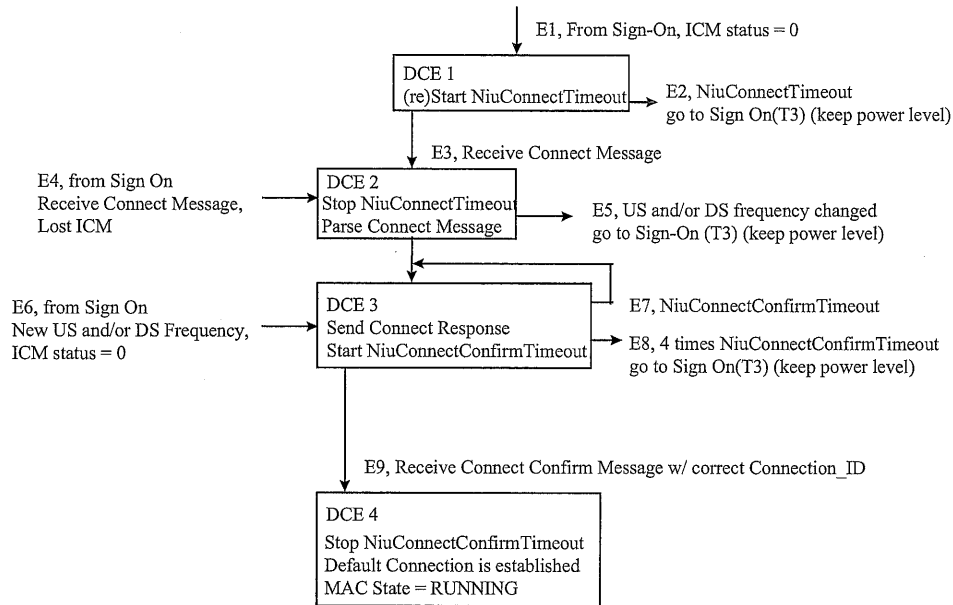 E1, From Sign-On, ICM status = 0
DCE 1
(re)Start NiuConnectTimeout
E2, NiuConnectTimeout
go to Sign On(T3) (keep power level)
E3, Receive Connect Message
E4, from Sign On
Receive Connect Message,
Lost ICM
DCE 2
Stop NiuConnectTimeout
Parse Connect Message
E5, US and/or DS frequency changed
go to Sign-On (T3) (keep power level)
E6, from Sign On
New US and/or DS Frequency,
ICM status = 0
DCE 3
Send Connect Response
Start NiuConnectConfirmTimeout
E7, NiuConnectConfirmTimeout
E8, 4 times NiuConnectConfirmTimeout
go to Sign On(T3) (keep power level)
E9, Receive Connect Confirm Message w/ correct Connection_ID
DCE 4
Stop NiuConnectConfirmTimeout
Default Connection is established
MAC State = RUNNING